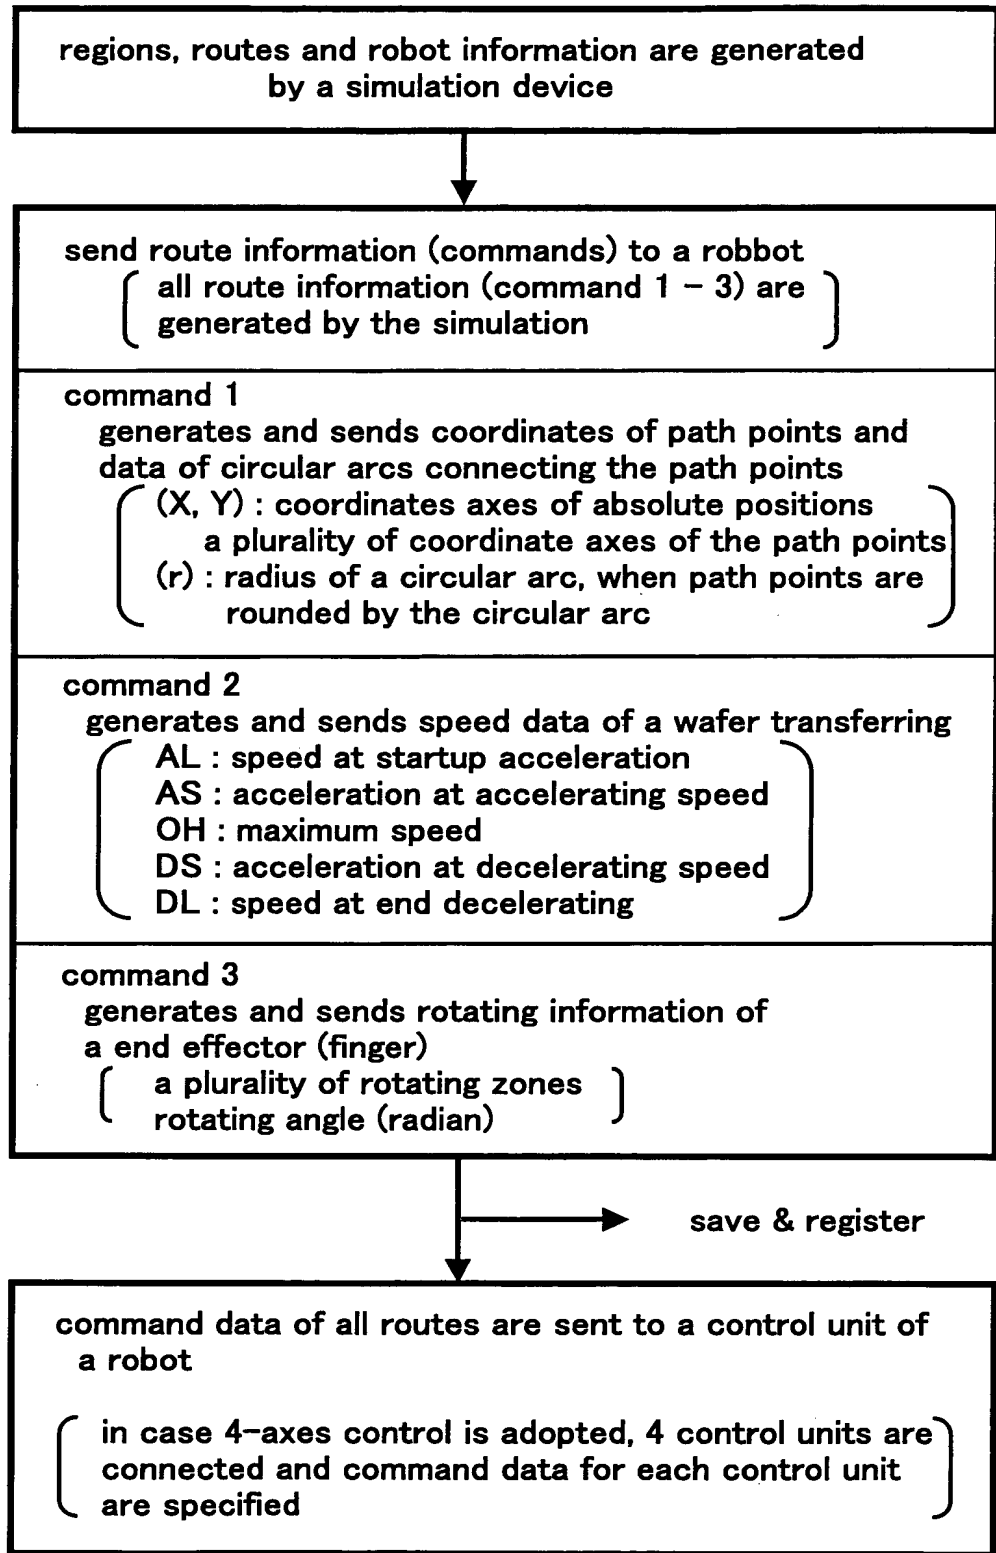 regions, routes and robot information are generated
by a simulation device
send route information (commands) to a robbot
all route information (command 1 – 3) are
generated by the simulation
command 1
generates and sends coordinates of path points and
data of circular arcs connecting the path points
(X, Y) : coordinates axes of absolute positions
a plurality of coordinate axes of the path points
(r) : radius of a circular arc, when path points are
rounded by the circular arc
command 2
generates and sends speed data of a wafer transferring
AL : speed at startup acceleration
AS : acceleration at accelerating speed
OH : maximum speed
DS : acceleration at decelerating speed
DL : speed at end decelerating
command 3
generates and sends rotating information of
a end effector (finger)
a plurality of rotating zones
rotating angle (radian)
save & register
command data of all routes are sent to a control unit of
a robot
in case 4-axes control is adopted, 4 control units are
connected and command data for each control unit
are specified